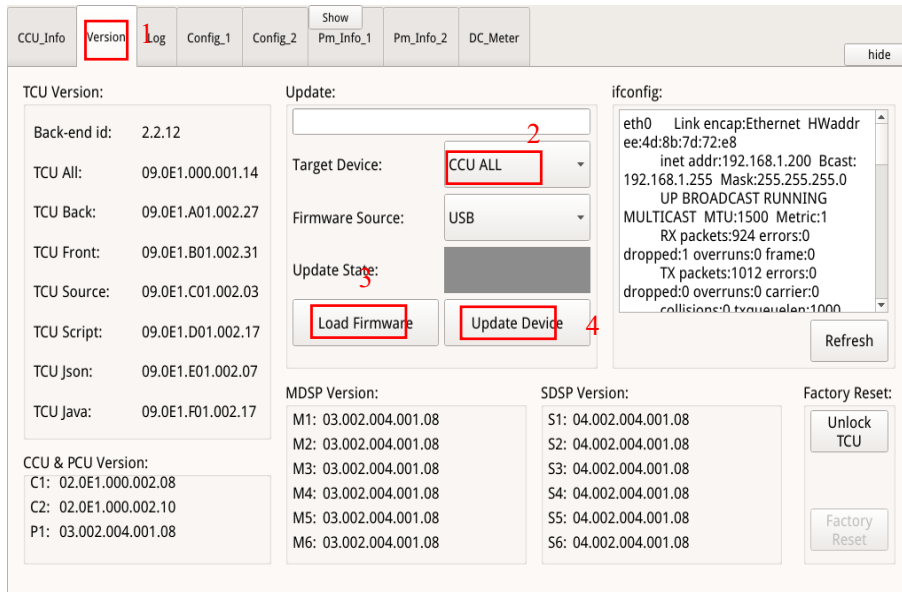 Show
CCU_Info Version 1 Log Config_1 Config_2 Pm_Info_1 Pm_Info_2 DC_Meter
hide
TCU Version:
Back-end id: 2.2.12
TCU All: 09.0E1.000.001.14
TCU Back: 09.0E1.A01.002.27
TCU Front: 09.0E1.B01.002.31
TCU Source: 09.0E1.C01.002.03
TCU Script: 09.0E1.D01.002.17
TCU Json: 09.0E1.E01.002.07
TCU Java: 09.0E1.F01.002.17
CCU & PCU Version:
C1: 02.0E1.000.002.08
C2: 02.0E1.000.002.10
P1: 03.002.004.001.08
Update:
2
Target Device: CCU ALL
Firmware Source: USB
Update State:
3
Load Firmware Update Device 4
ifconfig:
eth0 Link encap:Ethernet HWaddr
ee:4d:8b:7d:72:e8
inet addr:192.168.1.200 Bcast:
192.168.1.255 Mask:255.255.255.0
UP BROADCAST RUNNING
MULTICAST MTU:1500 Metric:1
RX packets:924 errors:0
dropped:1 overruns:0 frame:0
TX packets:1012 errors:0
dropped:0 overruns:0 carrier:0
collisions:0 txqueuelen:1000
Refresh
MDSP Version:
M1: 03.002.004.001.08
M2: 03.002.004.001.08
M3: 03.002.004.001.08
M4: 03.002.004.001.08
M5: 03.002.004.001.08
M6: 03.002.004.001.08
SDSP Version:
S1: 04.002.004.001.08
S2: 04.002.004.001.08
S3: 04.002.004.001.08
S4: 04.002.004.001.08
S5: 04.002.004.001.08
S6: 04.002.004.001.08
Factory Reset:
Unlock
TCU
Factory
Reset